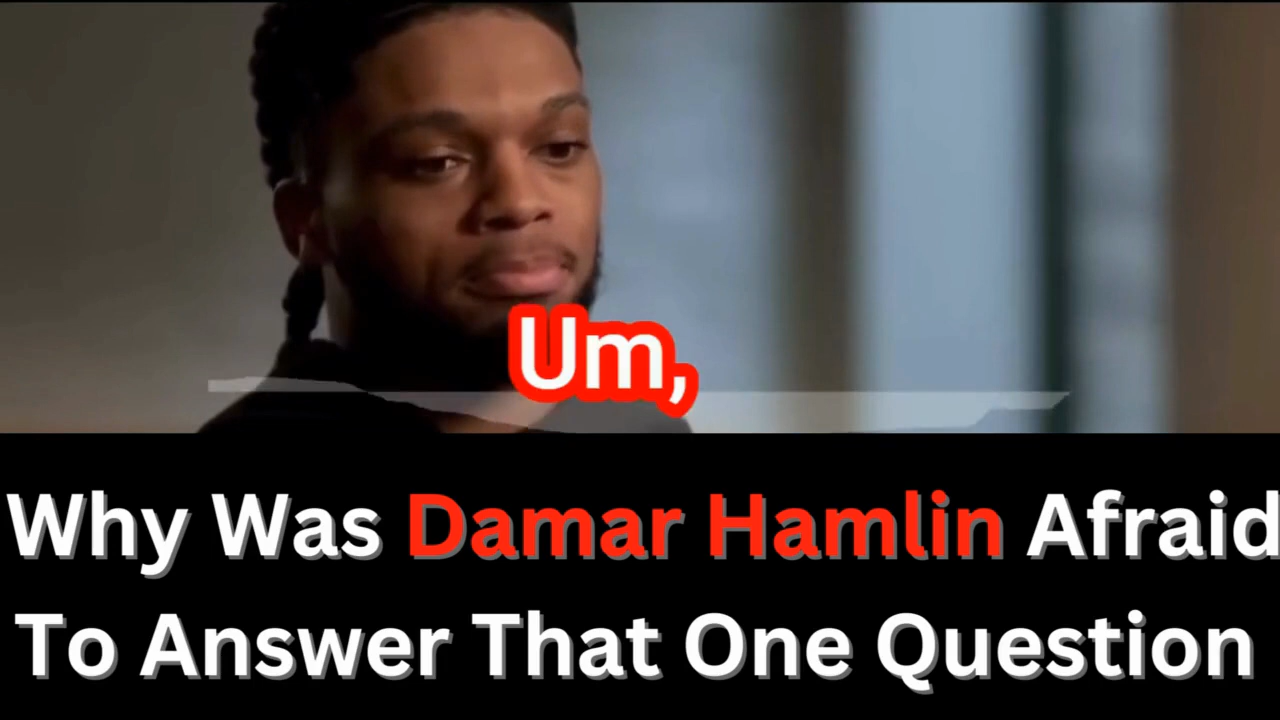 Um,
Why Was Damar Hamlin Afraid
To Answer That One Question